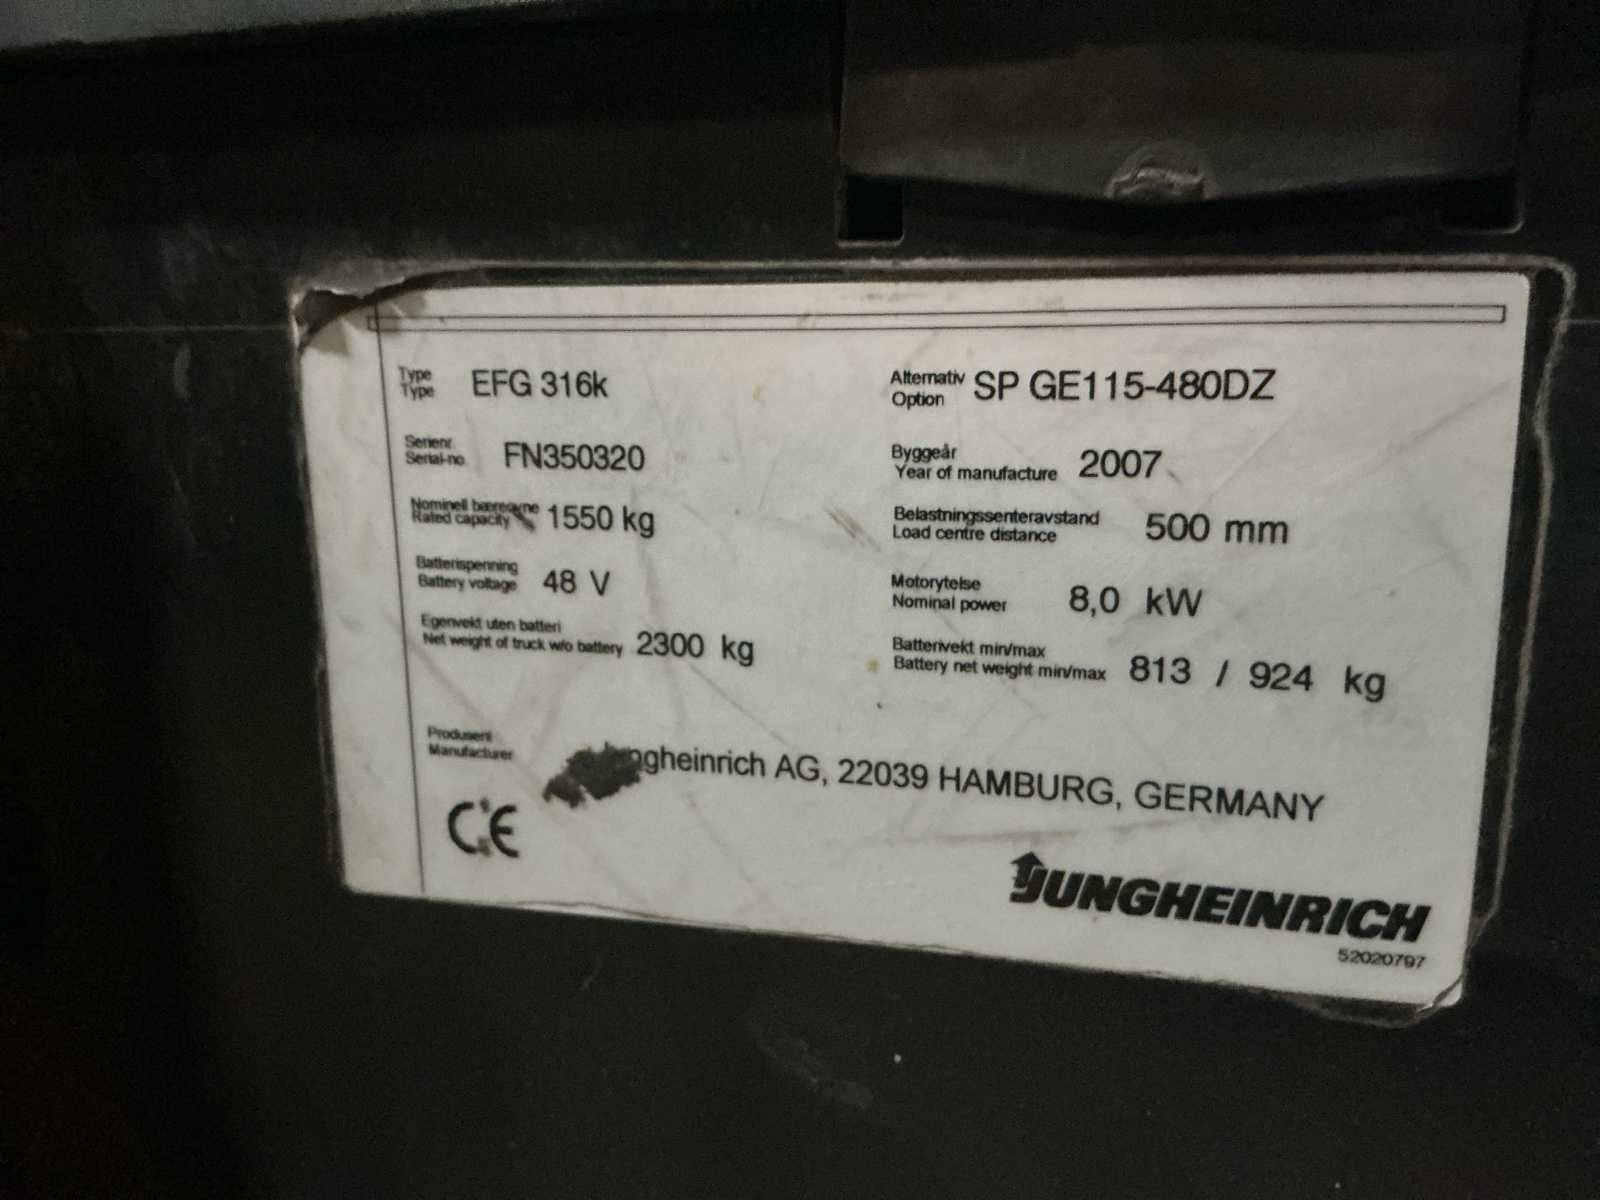 Type
Type EFG 316k
Alternativ
Option SP GE115-480DZ
Serienr.
Serial-no. FN350320
Byggeår
Year of manufacture 2007
Nominell bæreevne
Rated capacity 1550 kg
Belastningssenteravstand
Load centre distance 500 mm
Batterispenning
Battery voltage 48 V
Motorytelse
Nominal power 8,0 kW
Egenvekt uten batteri
Net weight of truck w/o battery 2300 kg
Batterivekt min/max
Battery net weight min/max 813 / 924 kg
Produsent
Manufacturer
Jungheinrich AG, 22039 HAMBURG, GERMANY
CE
JUNGHEINRICH
52020797